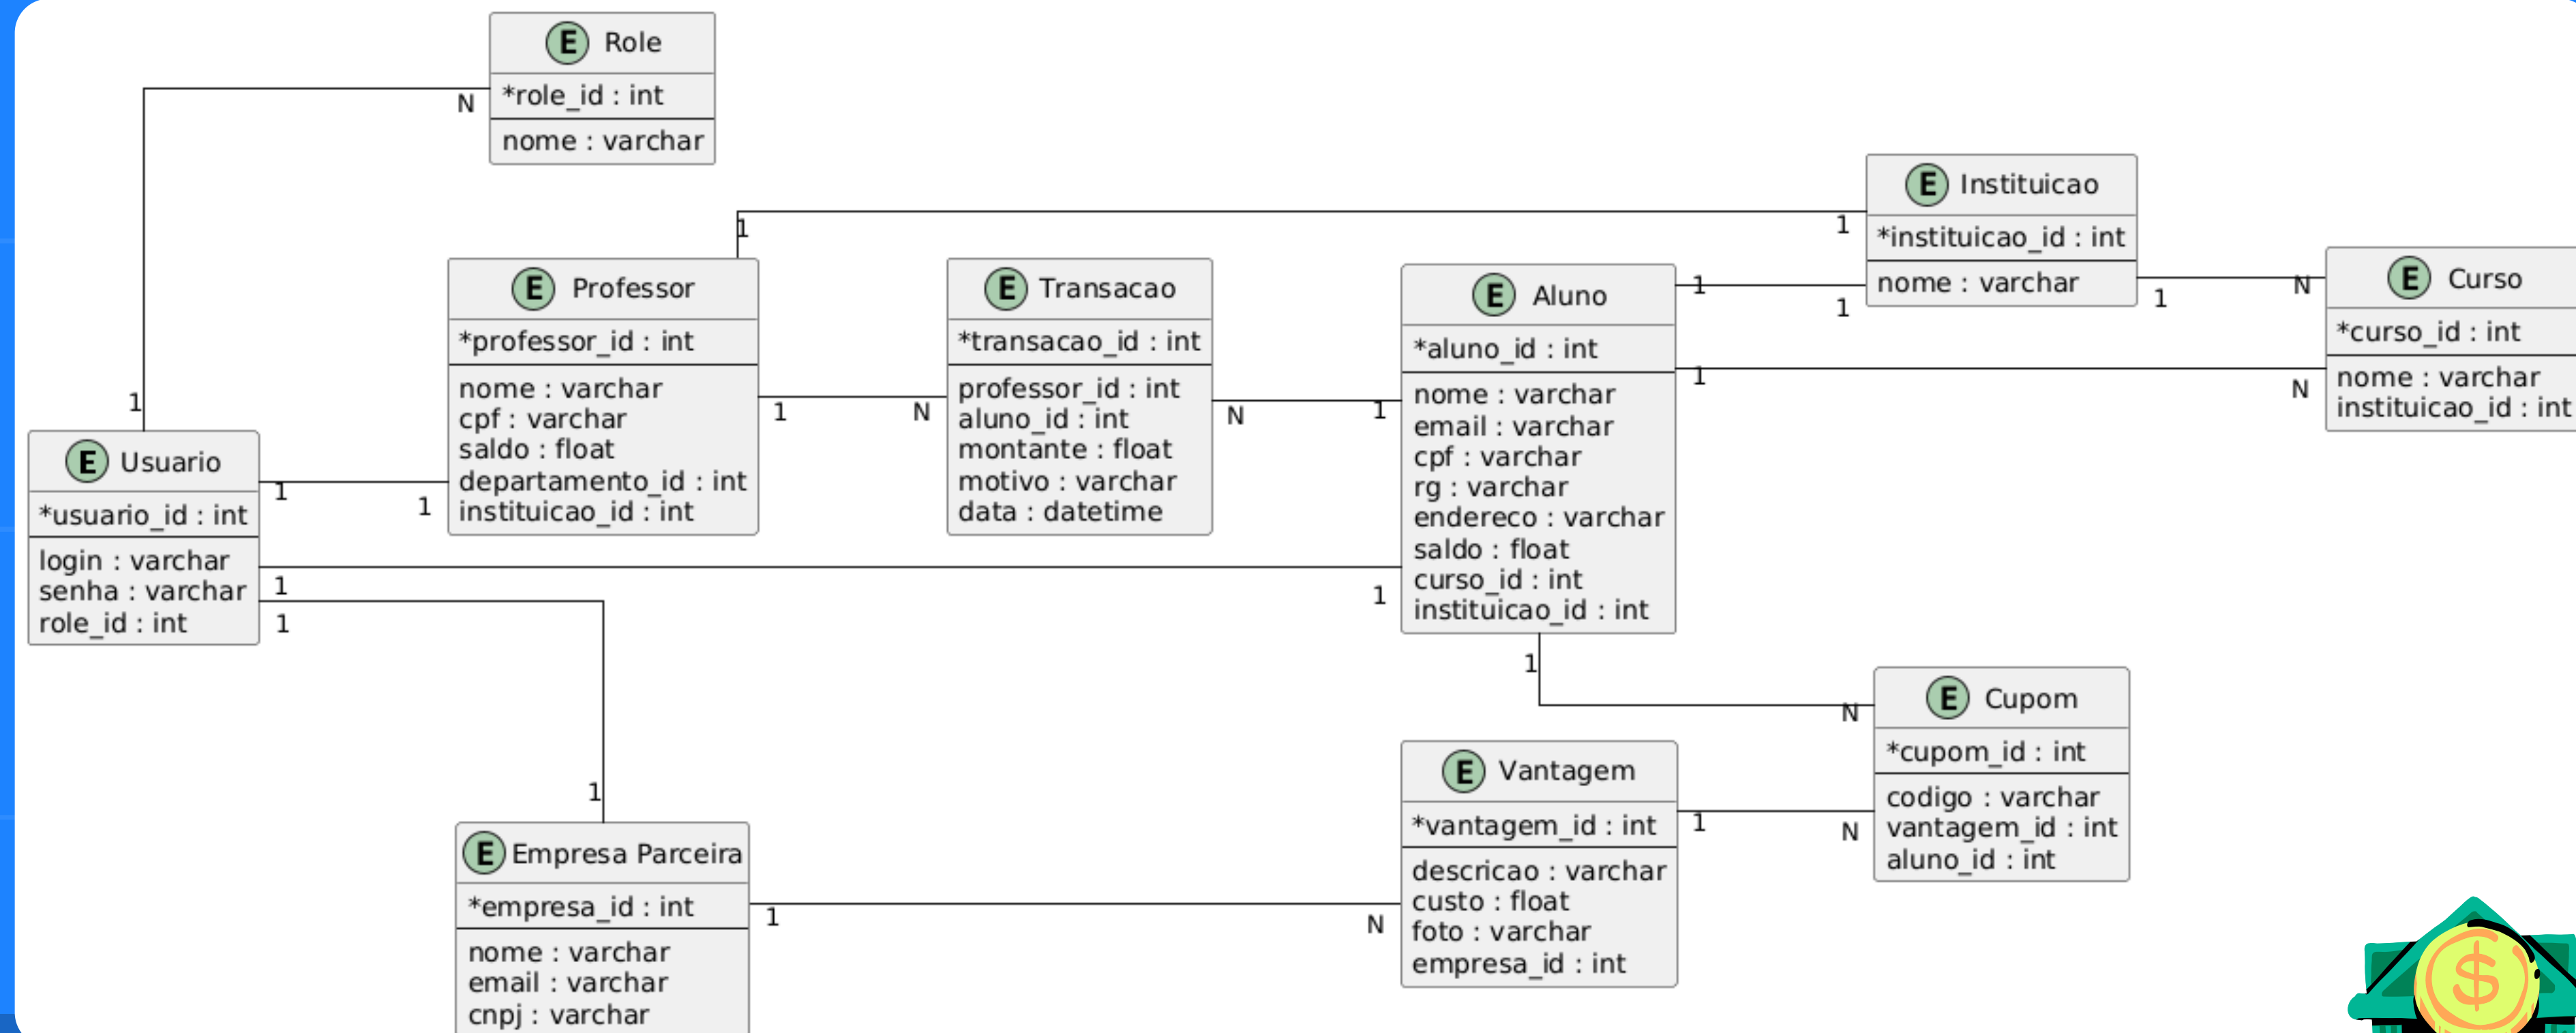 E Role
*role_id : int
nome : varchar
N
1
E Instituicao
*instituicao_id : int
nome : varchar
1
1
E Professor
*professor_id : int
nome : varchar
cpf : varchar
saldo : float
departamento_id : int
instituicao_id : int
1
N
E Transacao
*transacao_id : int
professor_id : int
aluno_id : int
montante : float
motivo : varchar
data : datetime
N
1
E Aluno
*aluno_id : int
nome : varchar
email : varchar
cpf : varchar
rg : varchar
endereco : varchar
saldo : float
curso_id : int
instituicao_id : int
1
1
1
N
1
N
E Curso
*curso_id : int
nome : varchar
instituicao_id : int
E Usuario
*usuario_id : int
login : varchar
senha : varchar
role_id : int
1
1
1
1
1
1
1
N
E Cupom
*cupom_id : int
codigo : varchar
vantagem_id : int
aluno_id : int
E Vantagem
*vantagem_id : int
descricao : varchar
custo : float
foto : varchar
empresa_id : int
1
N
E Empresa Parceira
*empresa_id : int
nome : varchar
email : varchar
cnpj : varchar
1
N
$